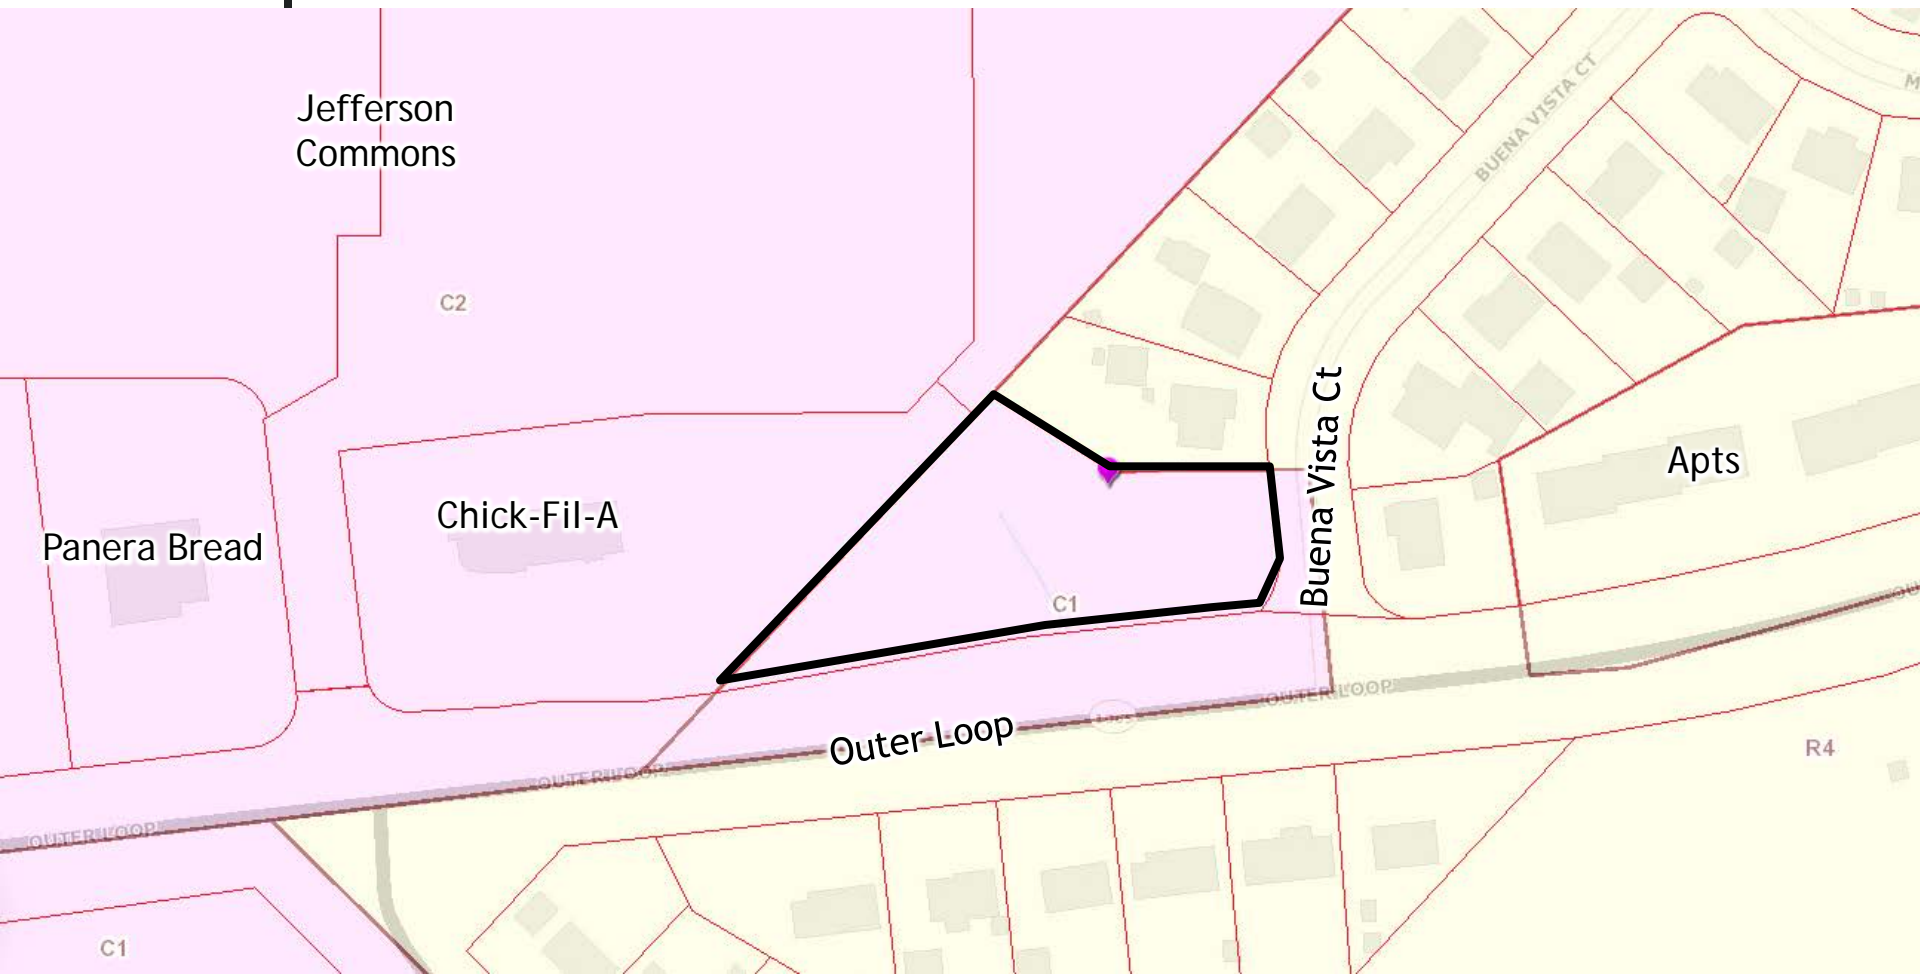 Jefferson
Commons
BUENA VISTA CT
C2
Buena Vista Ct
Apts
Chick-Fil-A
Panera Bread
C1
OUTER LOOP
Outer Loop
OUTER LOOP
OUTER LOOP
R4
C1